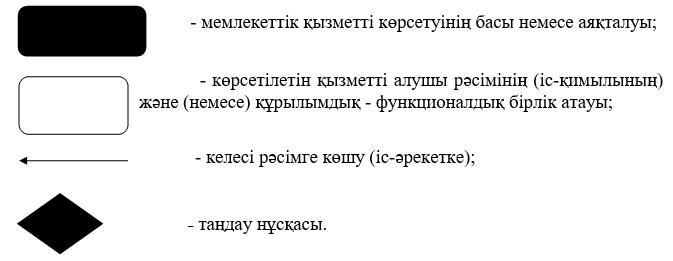 - мемлекеттік қызметті көрсетуінің басы немесе аяқталуы;
- көрсетілетін қызметті алушы рәсімінің (іс-қимылының)
және (немесе) құрылымдық - функционалдық бірлік атауы;
- келесі рәсімге көшу (іс-әрекетке);
- таңдау нұсқасы.